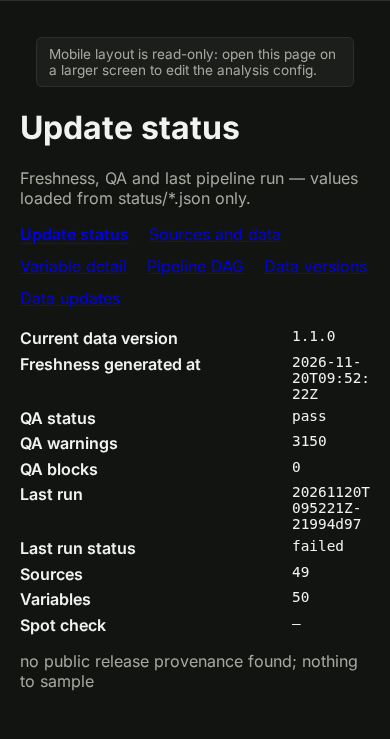 Mobile layout is read-only: open this page on
a larger screen to edit the analysis config.
Update status
Freshness, QA and last pipeline run — values
loaded from status/*.json only.
Update status Sources and data
Variable detail Pipeline DAG Data versions
Data updates
Current data version 1.1.0
Freshness generated at 2026-11-
20T09:52:
22Z
QA status pass
QA warnings 3150
QA blocks 0
Last run 20261120T
095221Z-
21994d97
Last run status failed
Sources 49
Variables 50
Spot check —
no public release provenance found; nothing
to sample